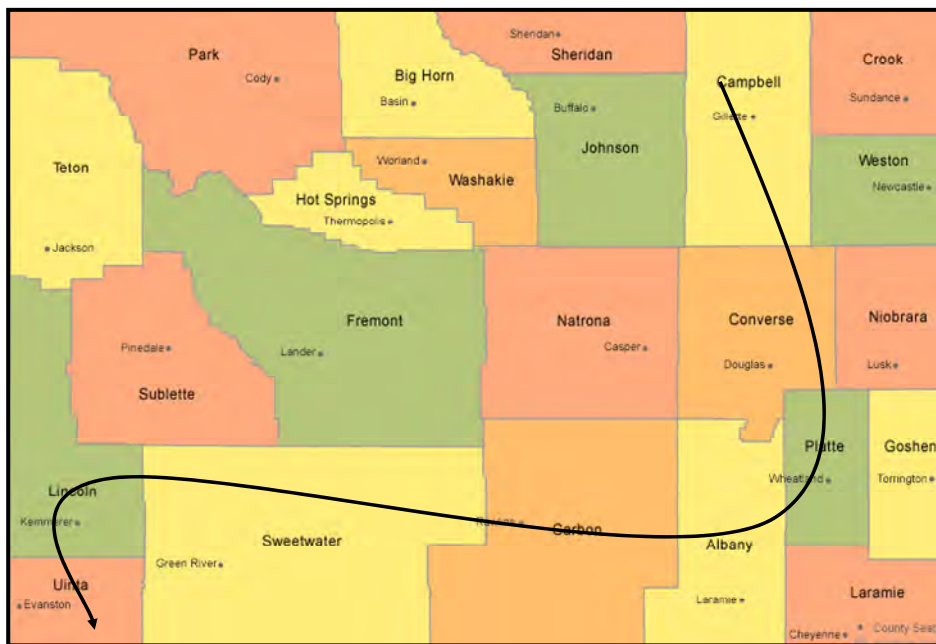 Sheridan
Sheridan
Park
Cody
Big Horn
Basin
Campbell
Gillette
Crook
Sundance
Buffalo
Johnson
Weston
Newcastle
Teton
Jackson
Worland
Washakie
Hot Springs
Thermopolis
Fremont
Lander
Natrona
Casper
Converse
Douglas
Niobrara
Lusk
Pinedale
Sublette
Platte
Wheatland
Goshen
Torrington
Lincoln
Kemmerer
Sweetwater
Green River
Rawlins
Carbon
Albany
Laramie
Uinta
Evanston
Laramie
Cheyenne
County Seat